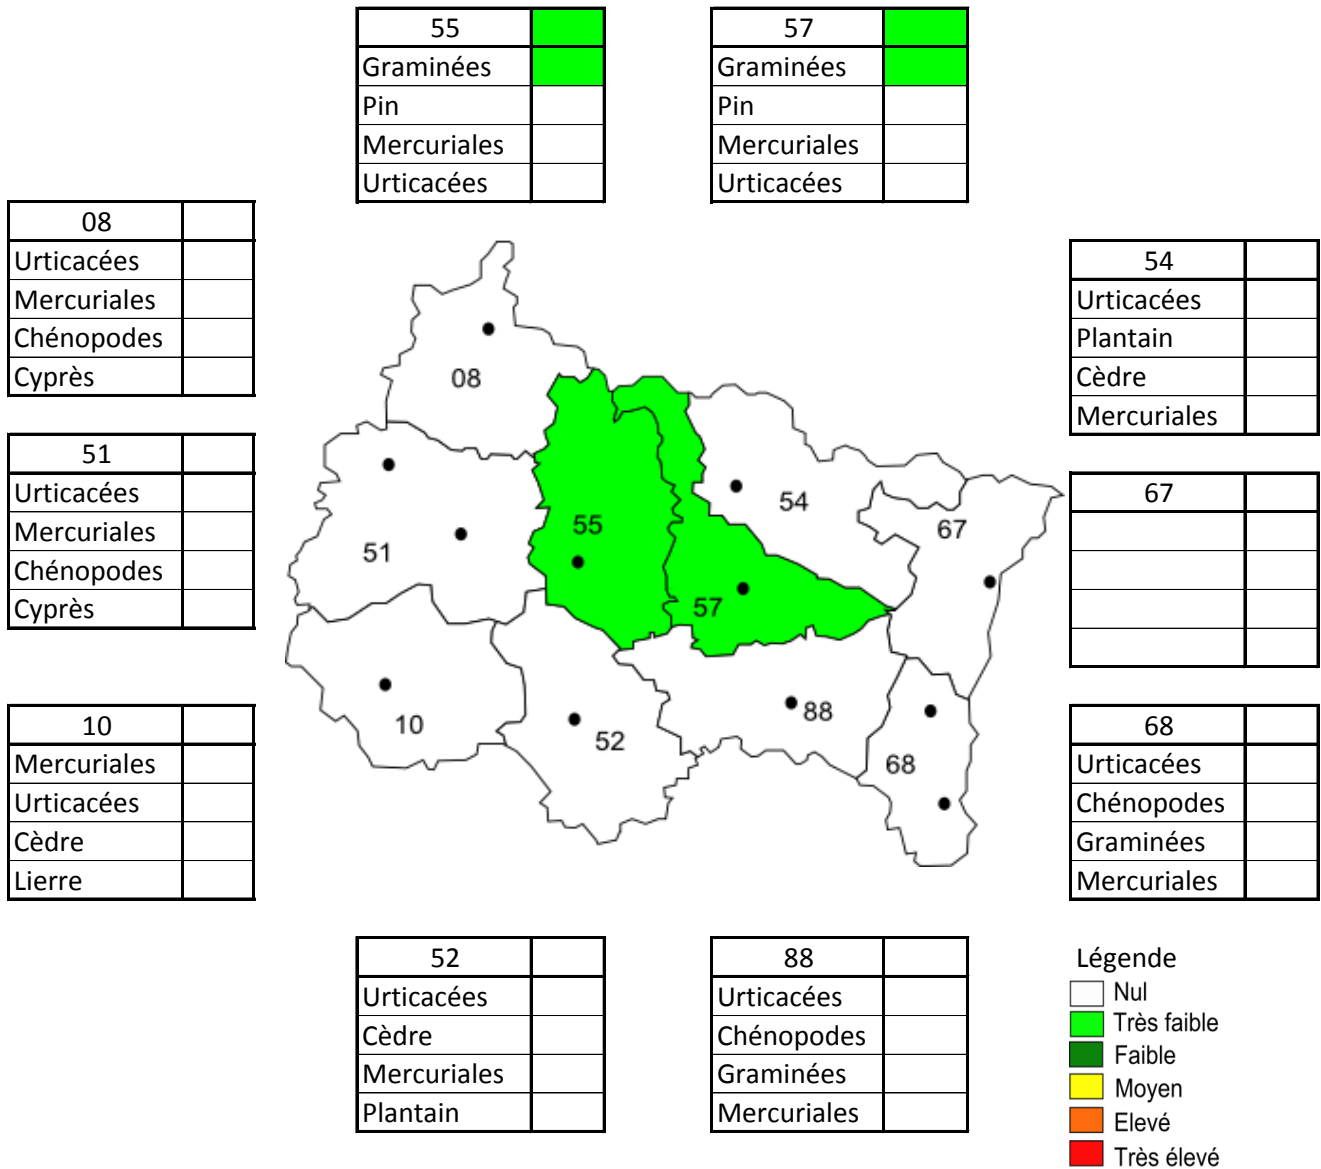 55
Graminées
Pin
Mercuriales
Urticacées
57
Graminées
Pin
Mercuriales
Urticacées
08
Urticacées
Mercuriales
Chénopodes
Cyprès
51
Urticacées
Mercuriales
Chénopodes
Cyprès
10
Mercuriales
Urticacées
Cèdre
Lierre
08
55
54
67
51
57
10
52
88
68
54
Urticacées
Plantain
Cèdre
Mercuriales
67
68
Urticacées
Chénopodes
Graminées
Mercuriales
52
Urticacées
Cèdre
Mercuriales
Plantain
88
Urticacées
Chénopodes
Graminées
Mercuriales
Légende
Nul
Très faible
Faible
Moyen
Elevé
Très élevé